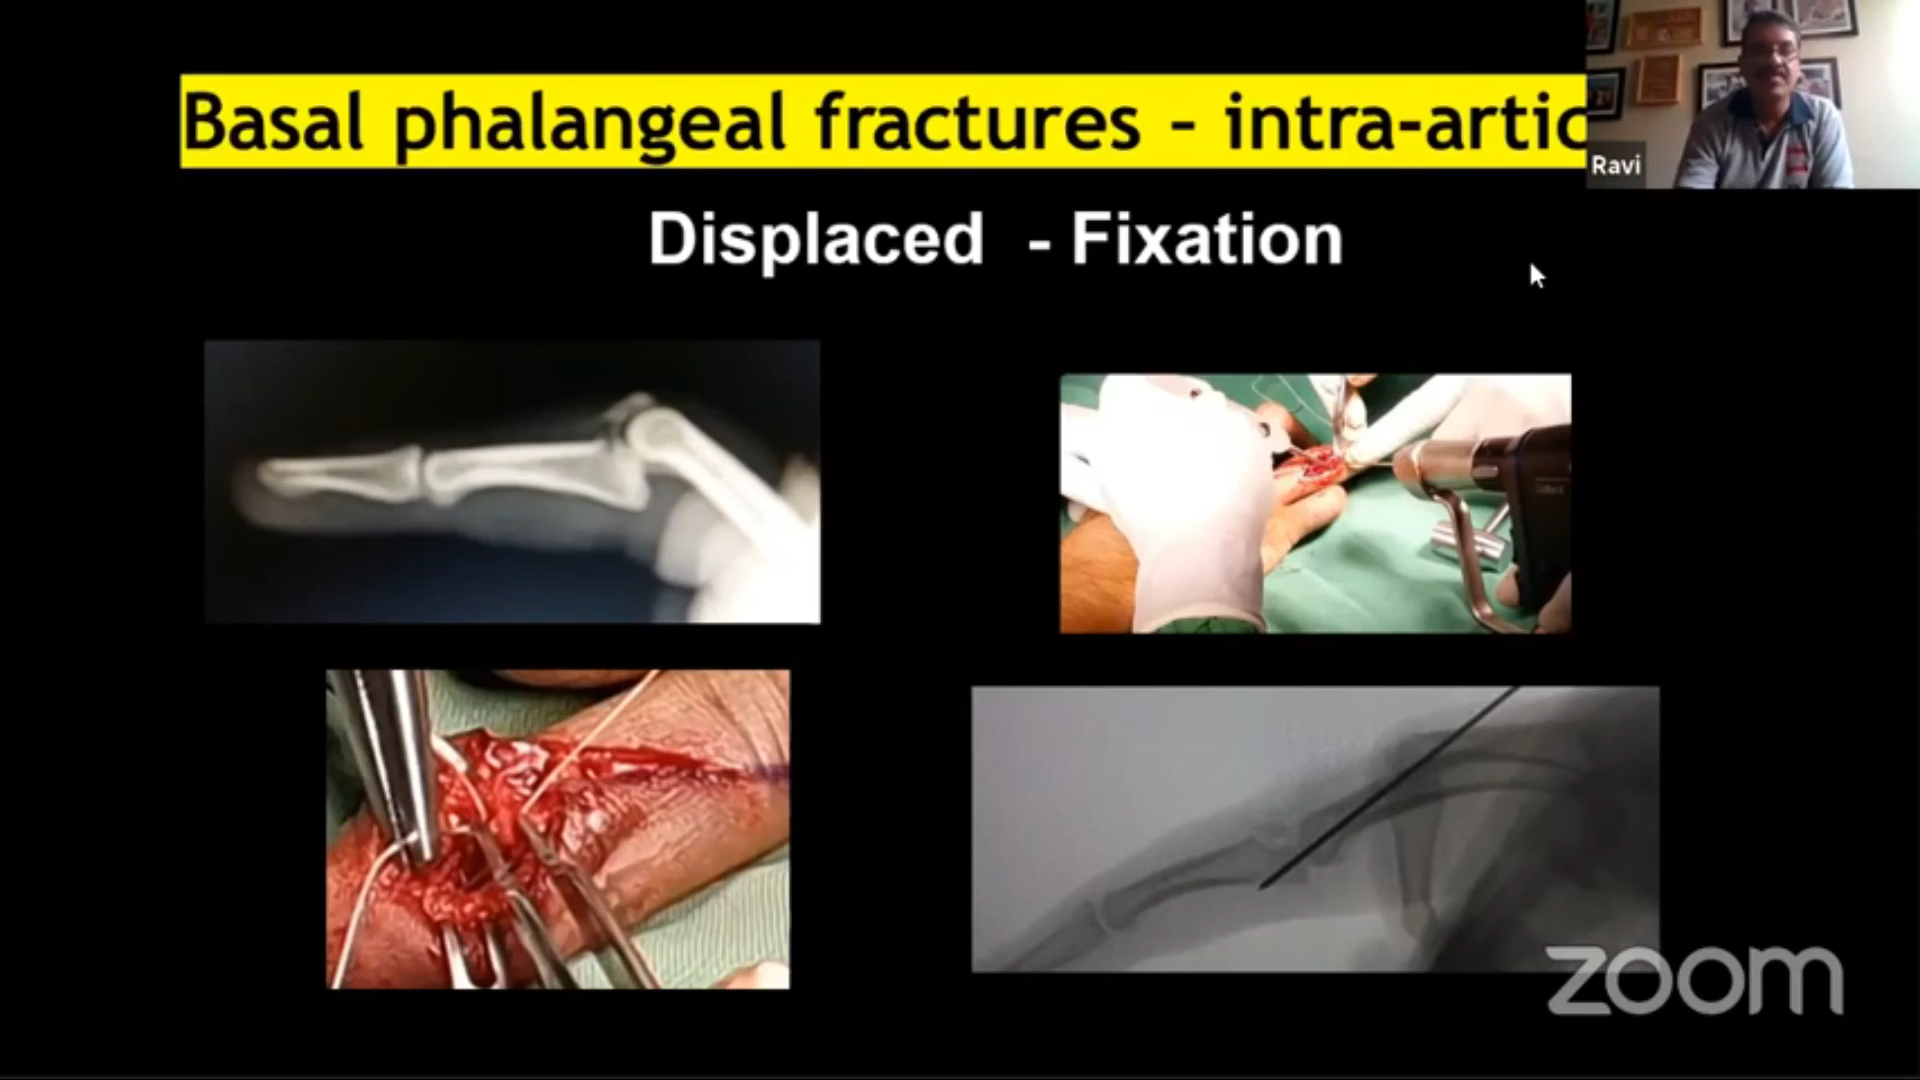 Basal phalangeal fractures - intra-artic
Ravi
Displaced - Fixation
zoom